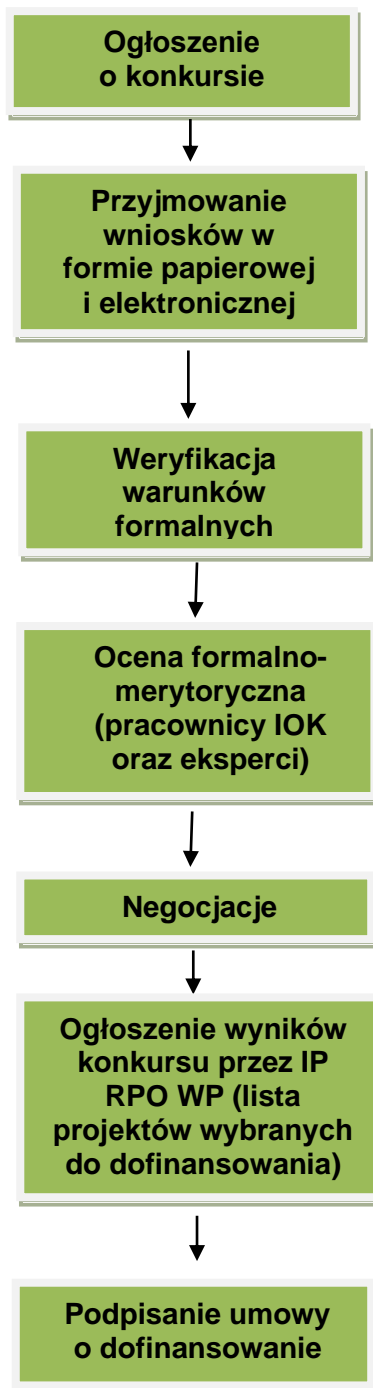 Ogłoszenie
o konkursie
Przyjmowanie
wniosków w
formie papierowej
i elektronicznej
Weryfikacja
warunków
formalnych
Ocena formalno-
merytoryczna
(pracownicy IOK
oraz eksperci)
Negocjacje
Ogłoszenie wyników
konkursu przez IP
RPO WP (lista
projektów wybranych
do dofinansowania)
Podpisanie umowy
o dofinansowanie